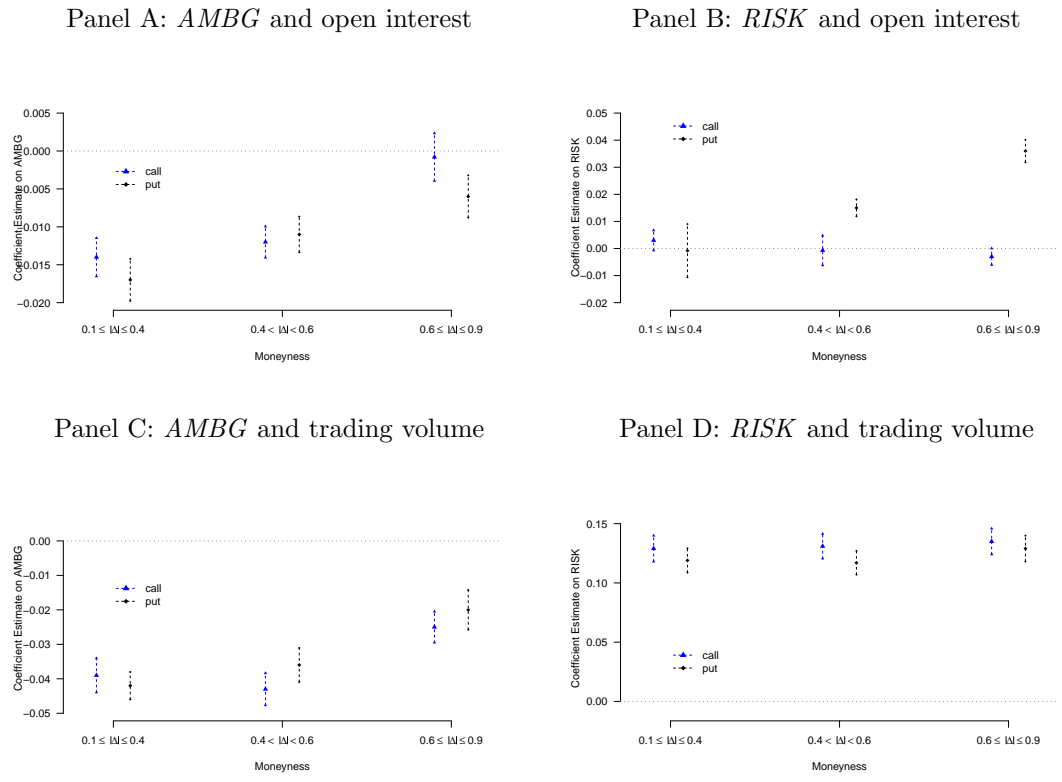 Panel A: AMBG and open interest
Coefficient Estimate on AMBG
0.005
0.000
−0.005
−0.010
−0.015
−0.020
call
put
0.1 ≤ |Δ| ≤ 0.4
0.4 < |Δ| < 0.6
0.6 ≤ |Δ| ≤ 0.9
Moneyness
Panel B: RISK and open interest
Coefficient Estimate on RISK
0.05
0.04
0.03
0.02
0.01
0.00
−0.01
−0.02
call
put
0.1 ≤ |Δ| ≤ 0.4
0.4 < |Δ| < 0.6
0.6 ≤ |Δ| ≤ 0.9
Moneyness
Panel C: AMBG and trading volume
Coefficient Estimate on AMBG
0.00
−0.01
−0.02
−0.03
−0.04
−0.05
call
put
0.1 ≤ |Δ| ≤ 0.4
0.4 < |Δ| < 0.6
0.6 ≤ |Δ| ≤ 0.9
Moneyness
Panel D: RISK and trading volume
Coefficient Estimate on RISK
0.15
0.10
0.05
0.00
call
put
0.1 ≤ |Δ| ≤ 0.4
0.4 < |Δ| < 0.6
0.6 ≤ |Δ| ≤ 0.9
Moneyness